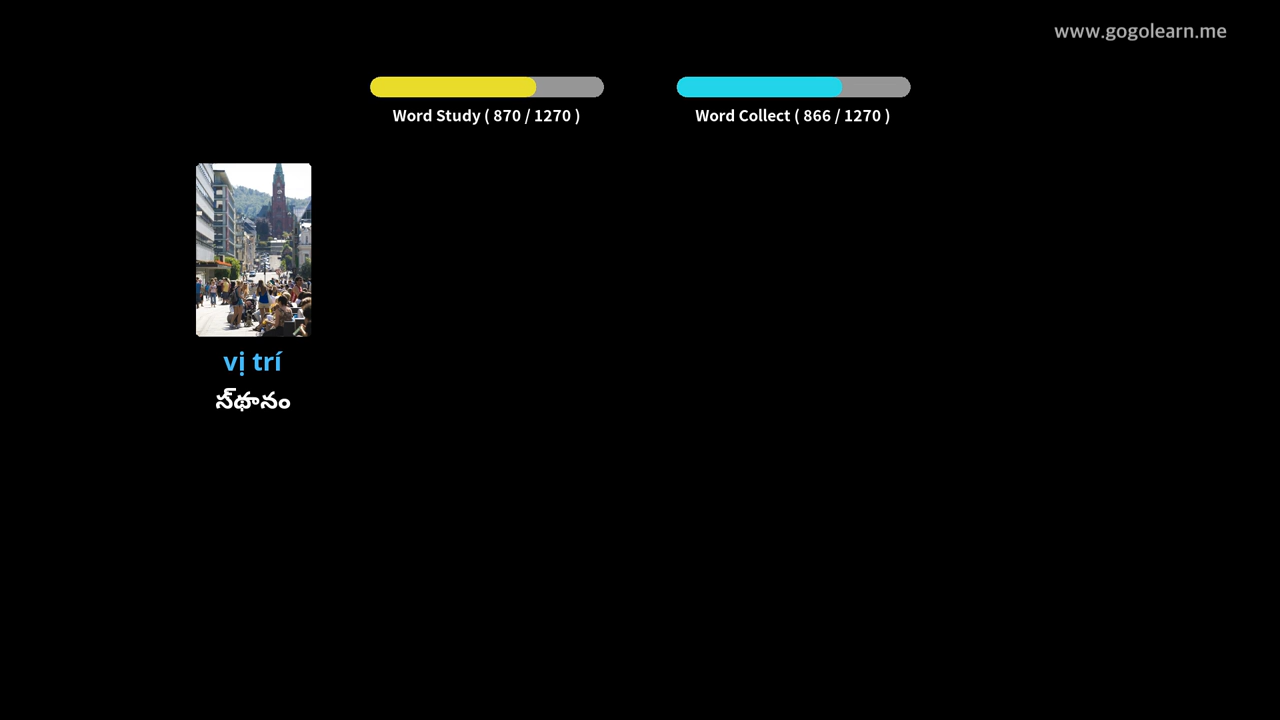 www.gogolearn.me
Word Study ( 870 / 1270 )
Word Collect ( 866 / 1270 )
vị trí
స్థానం